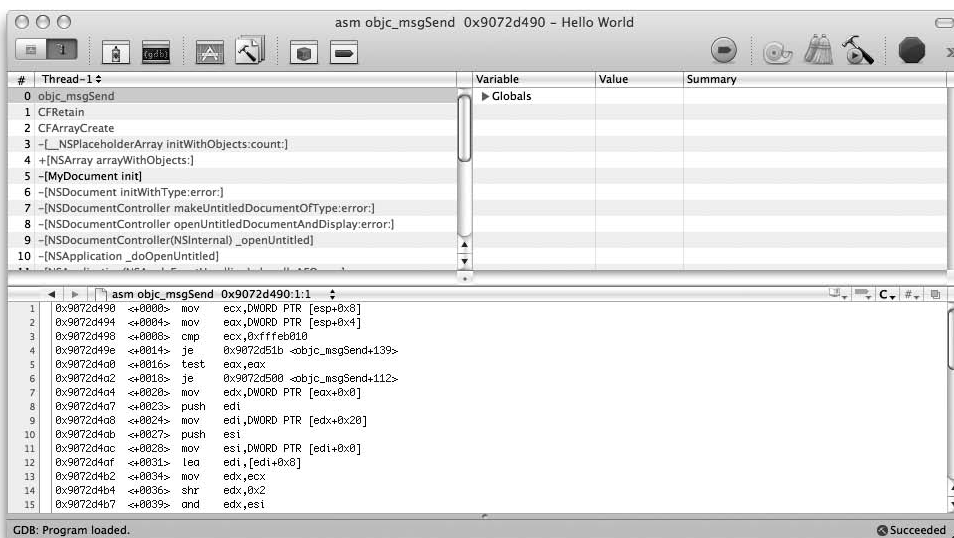 asm objc_msgSend 0x9072d490 - Hello World
(gdb)
# Thread-1
Variable Value Summary
0 objc_msgSend
Globals
1 CFRetain
2 CFArrayCreate
3 -[__NSPlaceholderArray initWithObjects:count:]
4 +[NSArray arrayWithObjects:]
5 -[MyDocument init]
6 -[NSDocument initWithType:error:]
7 -[NSDocumentController makeUntitledDocumentOfType:error:]
8 -[NSDocumentController openUntitledDocumentAndDisplay:error:]
9 -[NSDocumentController(NSInternal) _openUntitled]
10 -[NSApplication _doOpenUntitled]
asm objc_msgSend 0x9072d490:1:1
C #
1 0x9072d490 <+0000> mov ecx,DWORD PTR [esp+0x8]
2 0x9072d494 <+0004> mov eax,DWORD PTR [esp+0x4]
3 0x9072d498 <+0008> cmp ecx,0xfffeb010
4 0x9072d49e <+0014> je 0x9072d51b <objc_msgSend+139>
5 0x9072d4a0 <+0016> test eax,eax
6 0x9072d4a2 <+0018> je 0x9072d500 <objc_msgSend+112>
7 0x9072d4a4 <+0020> mov edx,DWORD PTR [eax+0x0]
8 0x9072d4a7 <+0023> push edi
9 0x9072d4a8 <+0024> mov edi,DWORD PTR [edx+0x20]
10 0x9072d4ab <+0027> push esi
11 0x9072d4ac <+0028> mov esi,DWORD PTR [edi+0x0]
12 0x9072d4af <+0031> lea edi,[edi+0x8]
13 0x9072d4b2 <+0034> mov edx,ecx
14 0x9072d4b4 <+0036> shr edx,0x2
15 0x9072d4b7 <+0039> and edx,esi
GDB: Program loaded.
Succeeded